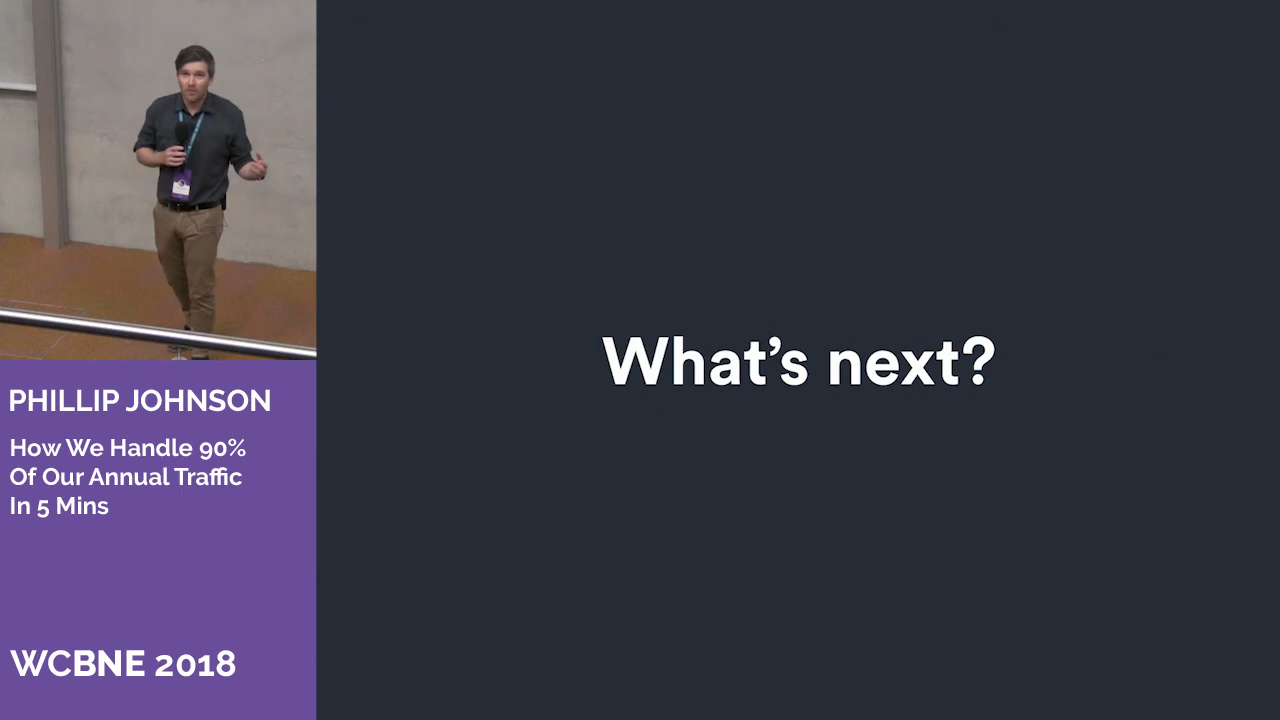 PHILLIP JOHNSON
How We Handle 90%
Of Our Annual Traffic
In 5 Mins
WCBNE 2018
What's next?